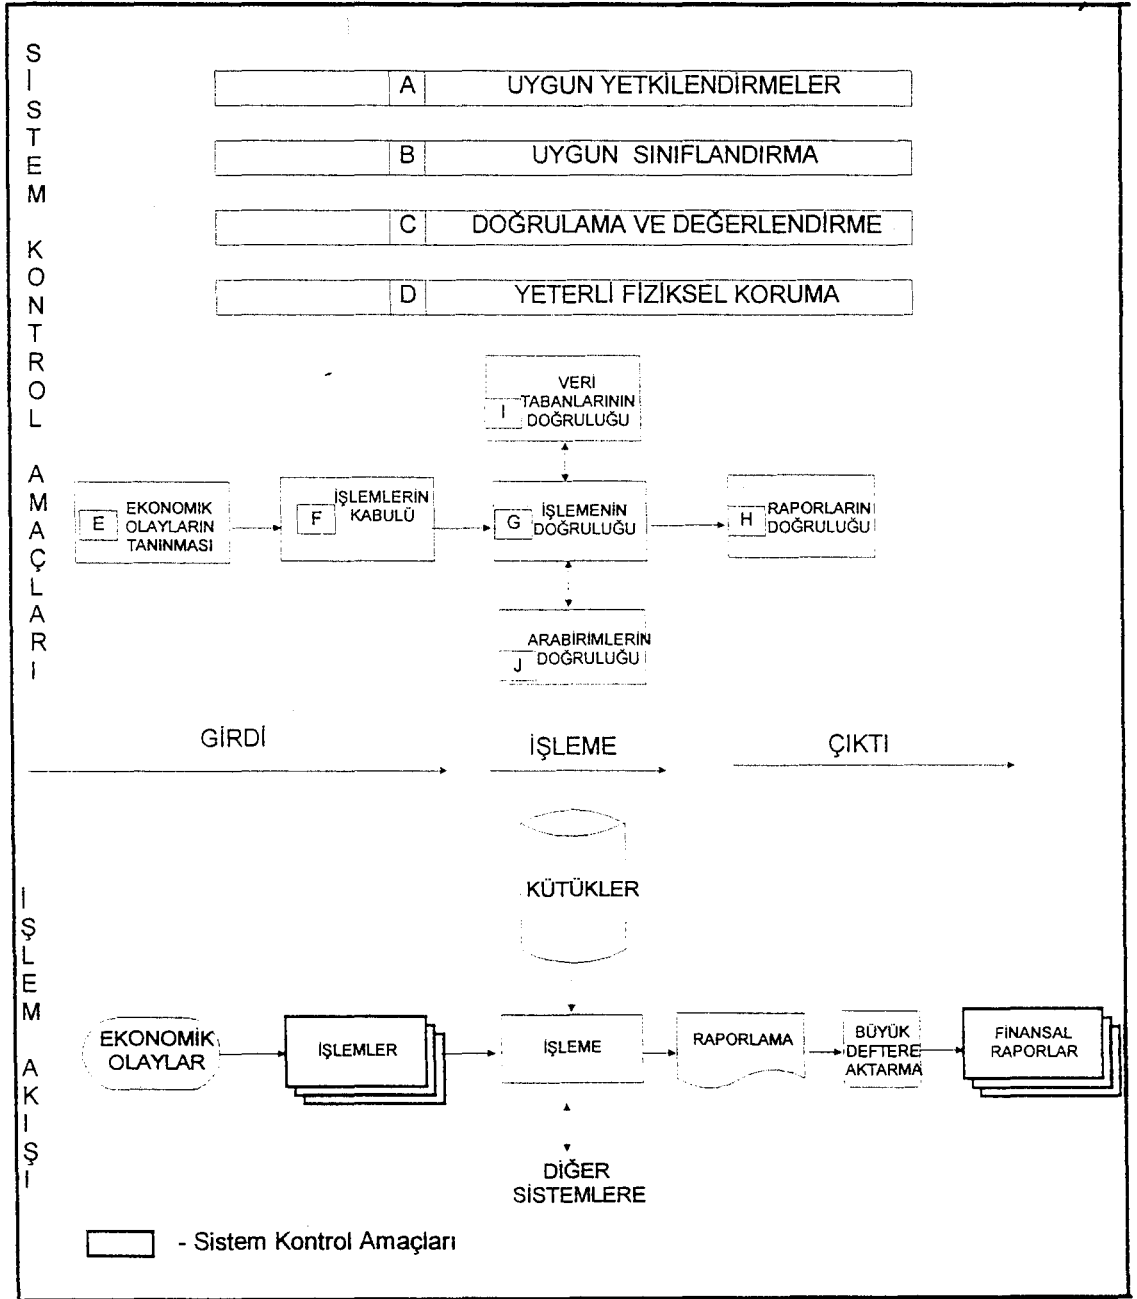 SİSTEM KONTROL AMAÇLARI
A UYGUN YETKİLENDİRMELER
B UYGUN SINIFLANDIRMA
C DOĞRULAMA VE DEĞERLENDİRME
D YETERLİ FİZİKSEL KORUMA
VERİ
I TABANLARININ
DOĞRULUĞU
E EKONOMIK
OLAYLARIN
TANINMASI
İŞLEMLERİN
F KABULÜ
G İŞLEMENİN
DOĞRULUĞU
H RAPORLARIN
DOĞRULUĞU
ARABİRİMLERİN
J DOĞRULUĞU
GİRDİ
İŞLEME
ÇIKTI
İŞLEM AKIŞI
KÜTÜKLER
EKONOMİK
OLAYLAR
İŞLEMLER
İŞLEME
RAPORLAMA
BÜYÜK
DEFTERE
AKTARMA
FİNANSAL
RAPORLAR
DİĞER
SİSTEMLERE
- Sistem Kontrol Amaçları